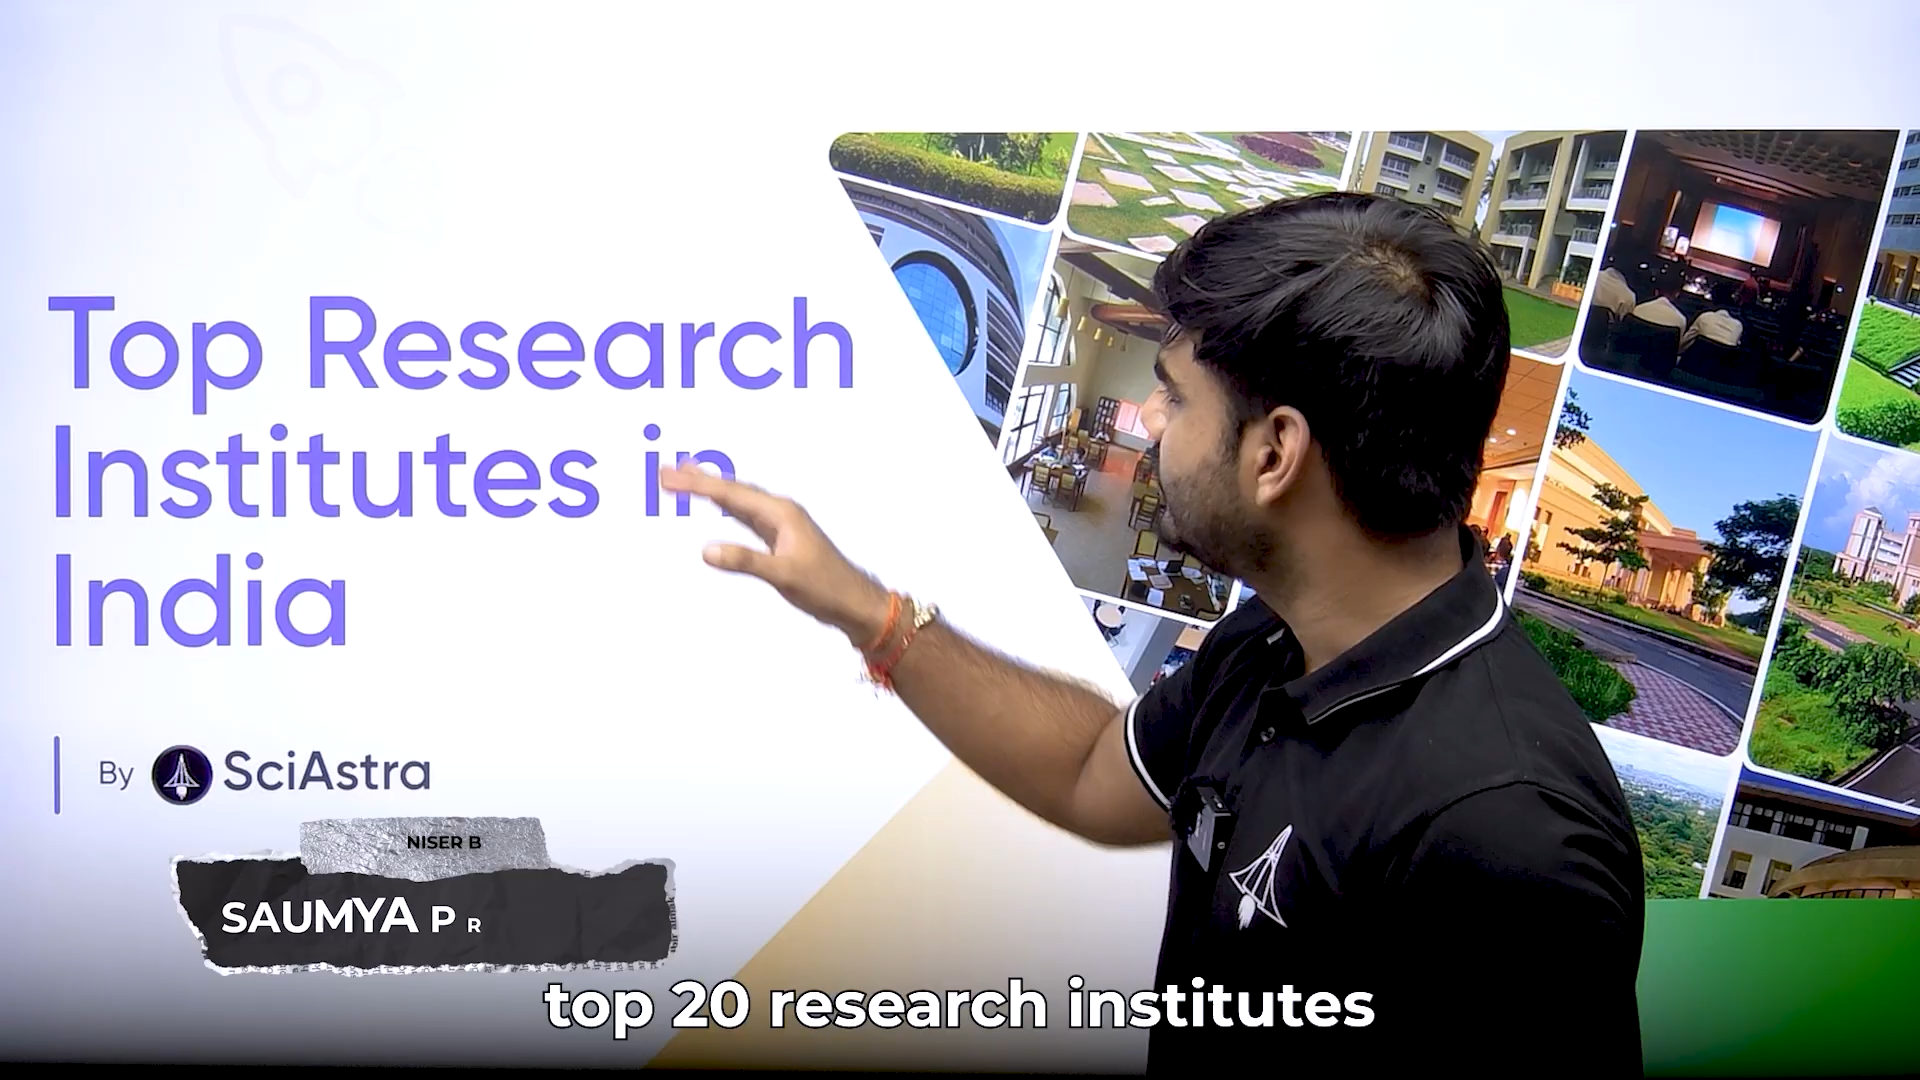 Top Research
Institutes in
India
By SciAstra
NISER B
SAUMYA P R
top 20 research institutes